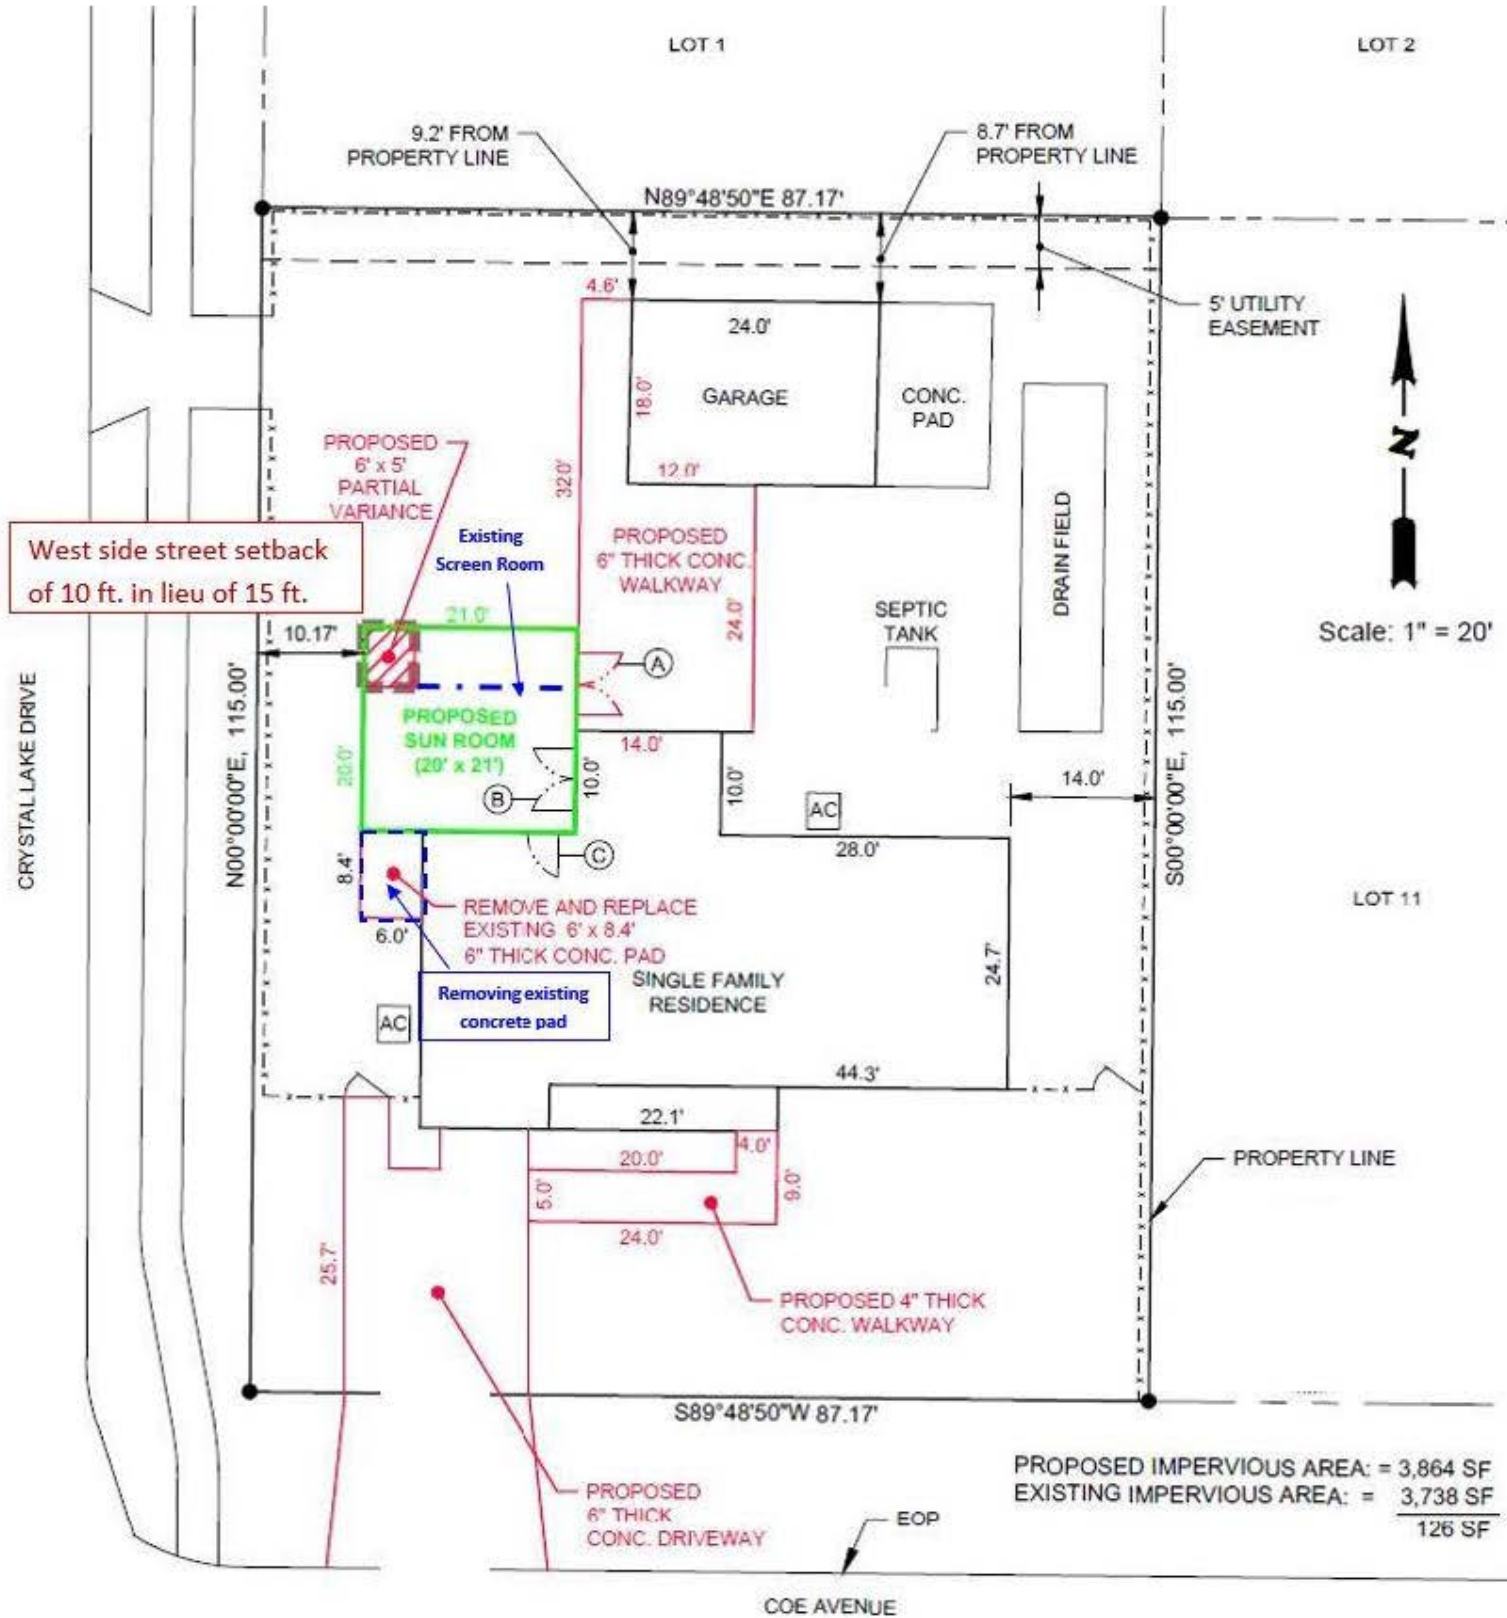 LOT 1
LOT 2
9.2' FROM
PROPERTY LINE
8.7' FROM
PROPERTY LINE
N89°48'50"E 87.17'
5' UTILITY
EASEMENT
4.6'
24.0'
GARAGE
CONC.
PAD
18.0'
12.0'
32.0'
PROPOSED
6' x 5'
PARTIAL
VARIANCE
West side street setback
of 10 ft. in lieu of 15 ft.
Existing
Screen Room
PROPOSED
6" THICK CONC.
WALKWAY
24.0'
DRAIN FIELD
SEPTIC
TANK
N
Scale: 1" = 20'
10.17'
21.0'
A
PROPOSED
SUN ROOM
(20' x 21')
20.0'
14.0'
B
10.0'
10.0'
AC
14.0'
CRYSTAL LAKE DRIVE
N00°00'00"E, 115.00'
S00°00'00"E, 115.00'
C
28.0'
8.4'
6.0'
REMOVE AND REPLACE
EXISTING 6' x 8.4'
6" THICK CONC. PAD
LOT 11
Removing existing
concrete pad
SINGLE FAMILY
RESIDENCE
24.7'
AC
44.3'
22.1'
4.0'
20.0'
5.0'
9.0'
24.0'
PROPERTY LINE
25.7'
PROPOSED 4" THICK
CONC. WALKWAY
S89°48'50"W 87.17'
PROPOSED
6" THICK
CONC. DRIVEWAY
PROPOSED IMPERVIOUS AREA: = 3,864 SF
EXISTING IMPERVIOUS AREA: = 3,738 SF
126 SF
EOP
COE AVENUE